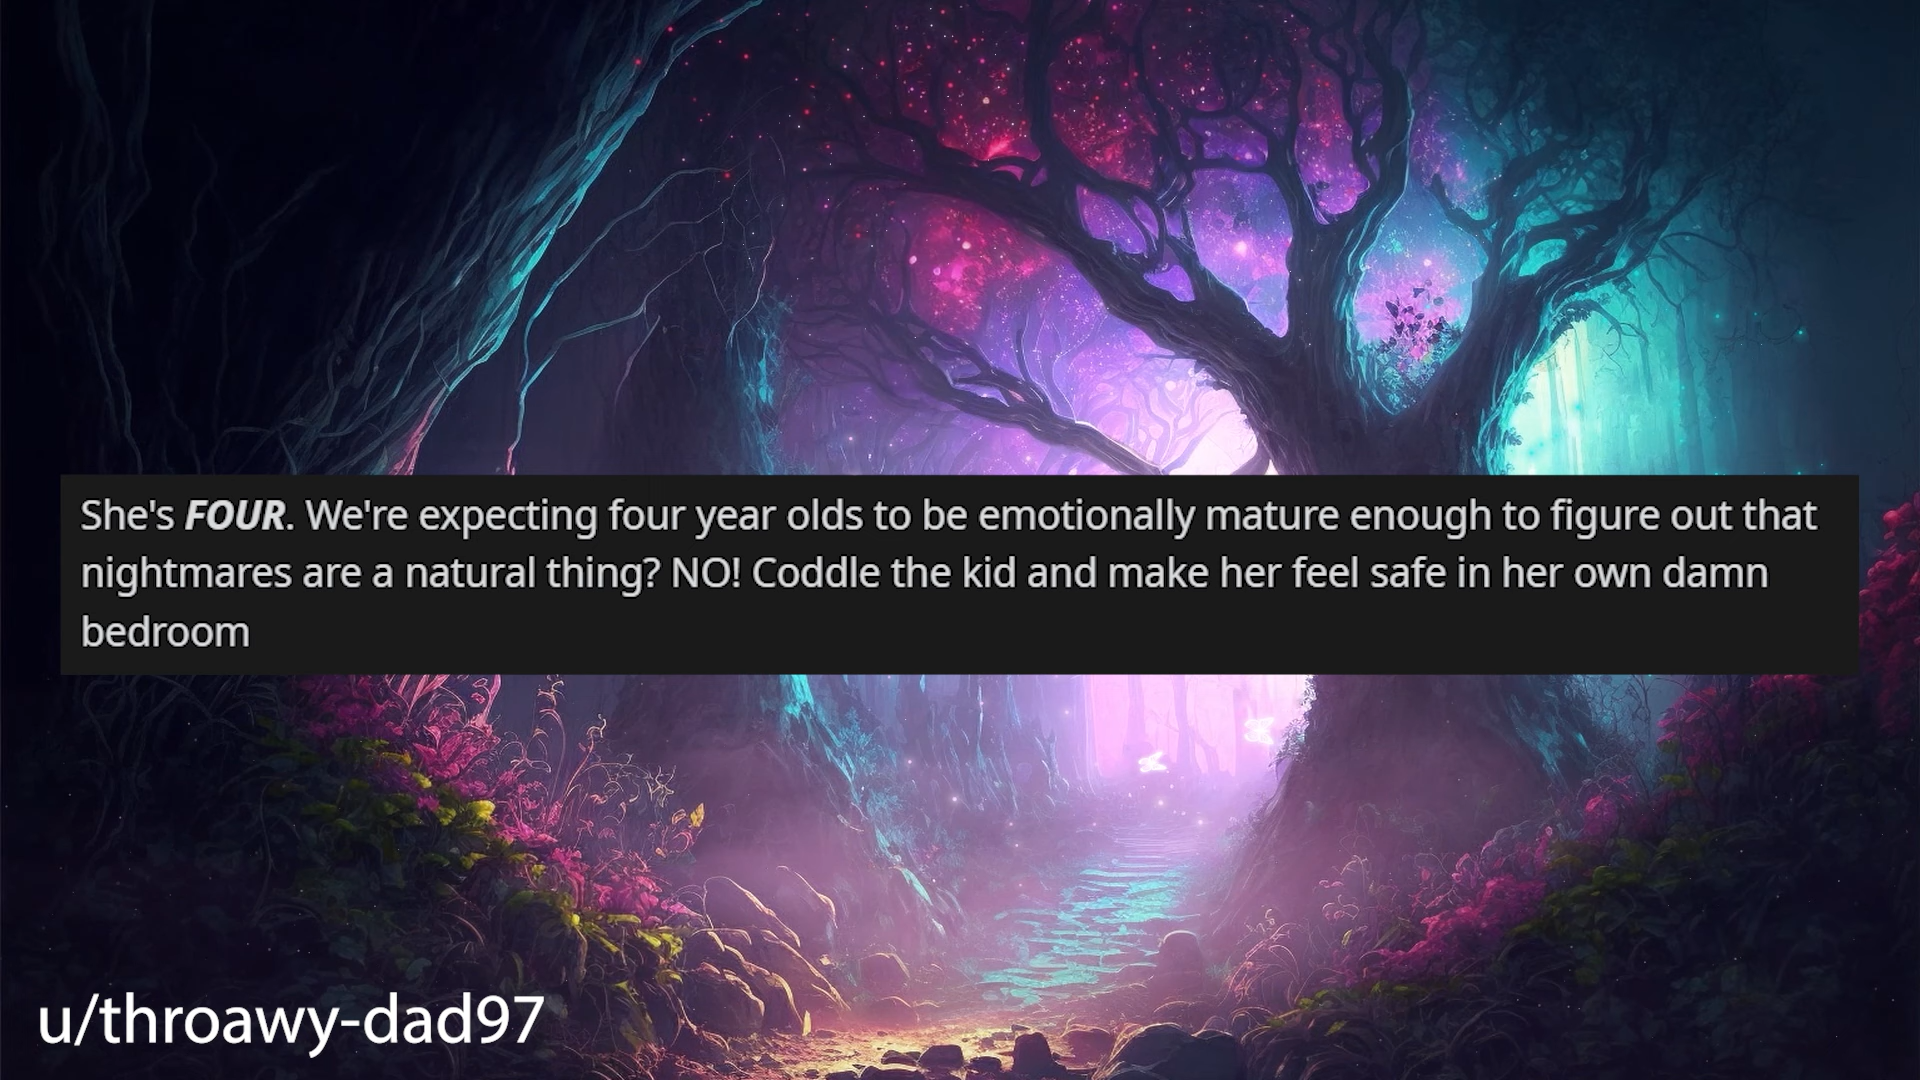 She's FOUR. We're expecting four year olds to be emotionally mature enough to figure out that
nightmares are a natural thing? NO! Coddle the kid and make her feel safe in her own damn
bedroom
u/throawy-dad97